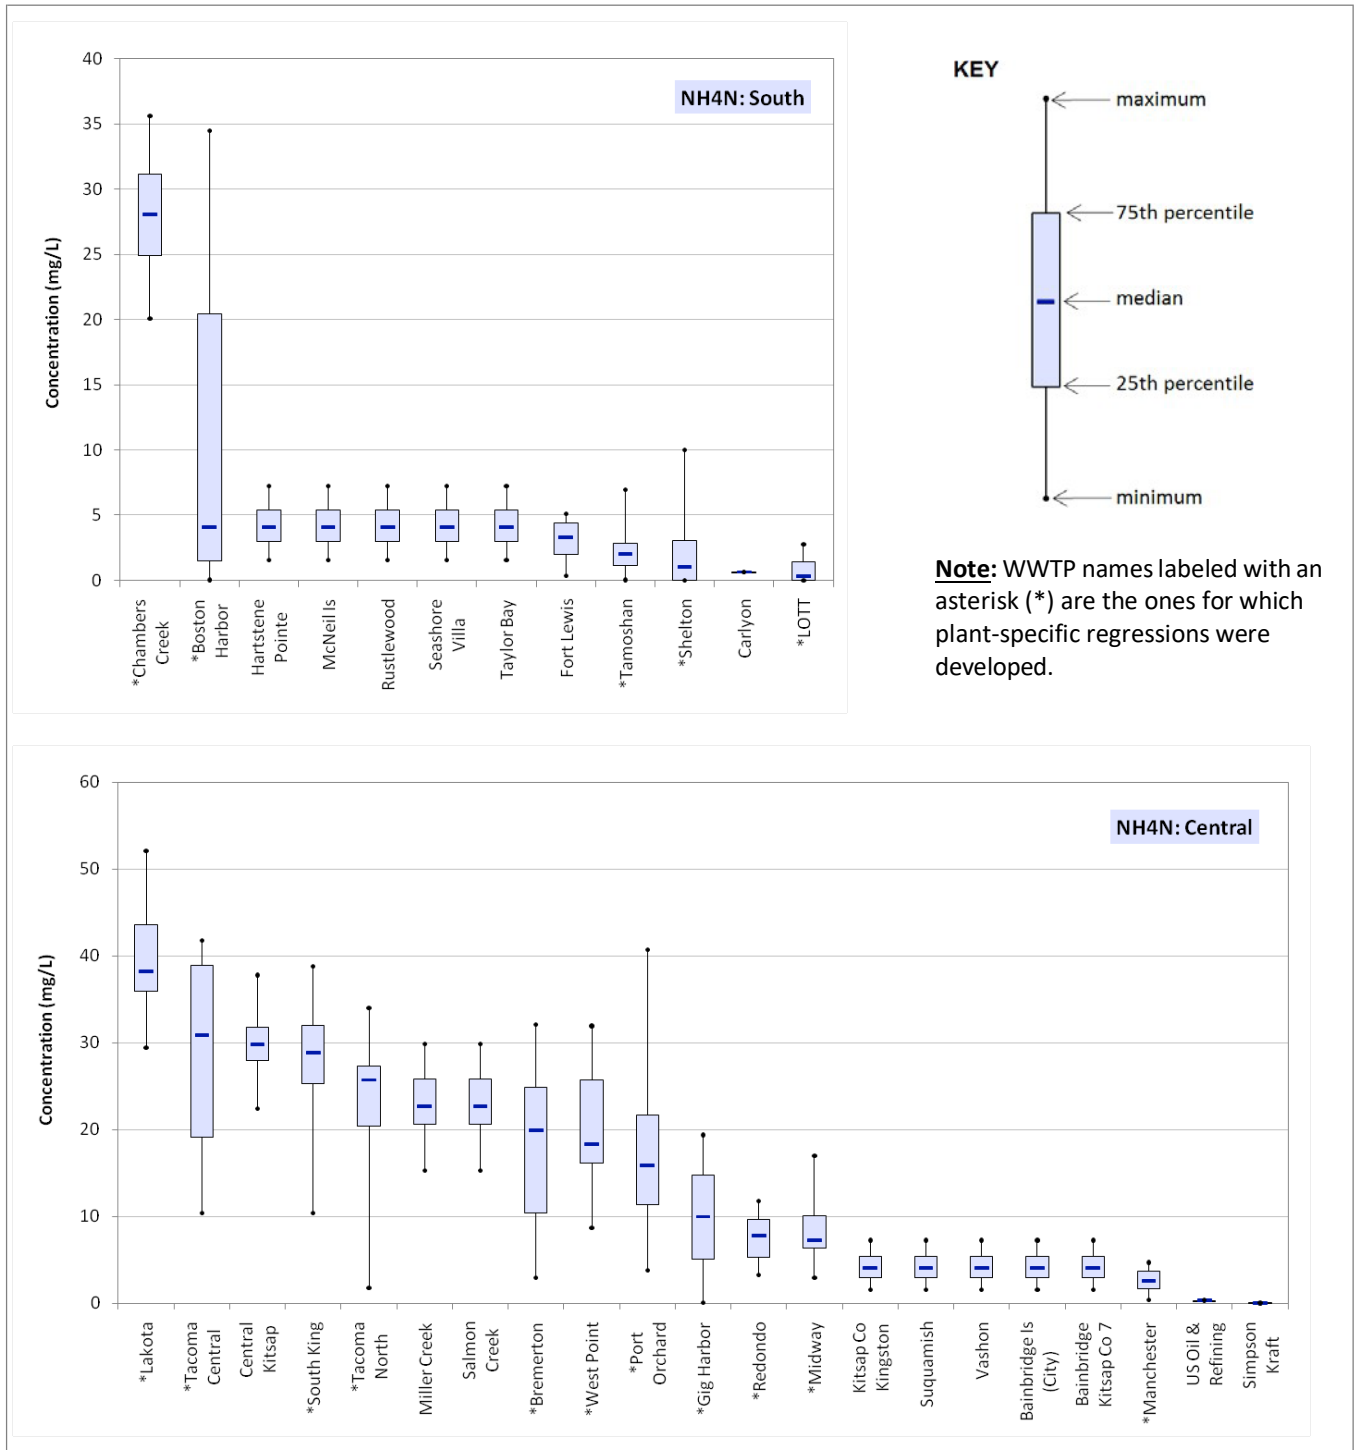 40
35
30
25
20
15
10
5
0
Concentration (mg/L)
NH4N: South
*Chambers
Creek
*Boston
Harbor
Hartstene
Pointe
McNeil Is
Rustlewood
Seashore
Villa
Taylor Bay
Fort Lewis
*Tamoshan
*Shelton
Carlyon
*LOTT
KEY
maximum
75th percentile
median
25th percentile
minimum
Note: WWTP names labeled with an
asterisk (*) are the ones for which
plant-specific regressions were
developed.
60
50
40
30
20
10
0
Concentration (mg/L)
NH4N: Central
*Lakota
*Tacoma
Central
Central
Kitsap
*South King
*Tacoma
North
Miller Creek
Salmon
Creek
*Bremerton
*West Point
*Port
Orchard
*Gig Harbor
*Redondo
*Midway
Kitsap Co
Kingston
Suquamish
Vashon
Bainbridge Is
(City)
Bainbridge
Kitsap Co 7
*Manchester
US Oil &
Refining
Simpson
Kraft